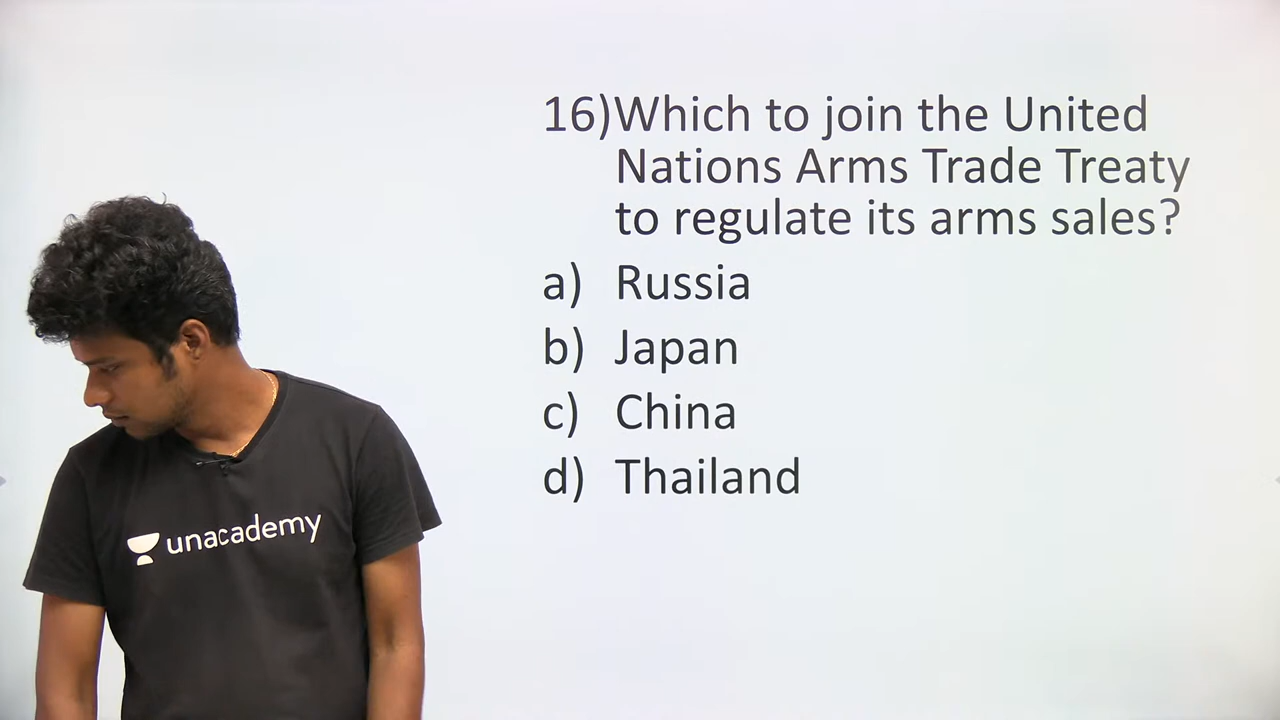 16)Which to join the United
Nations Arms Trade Treaty
to regulate its arms sales?
a) Russia
b) Japan
c) China
d) Thailand
unacademy